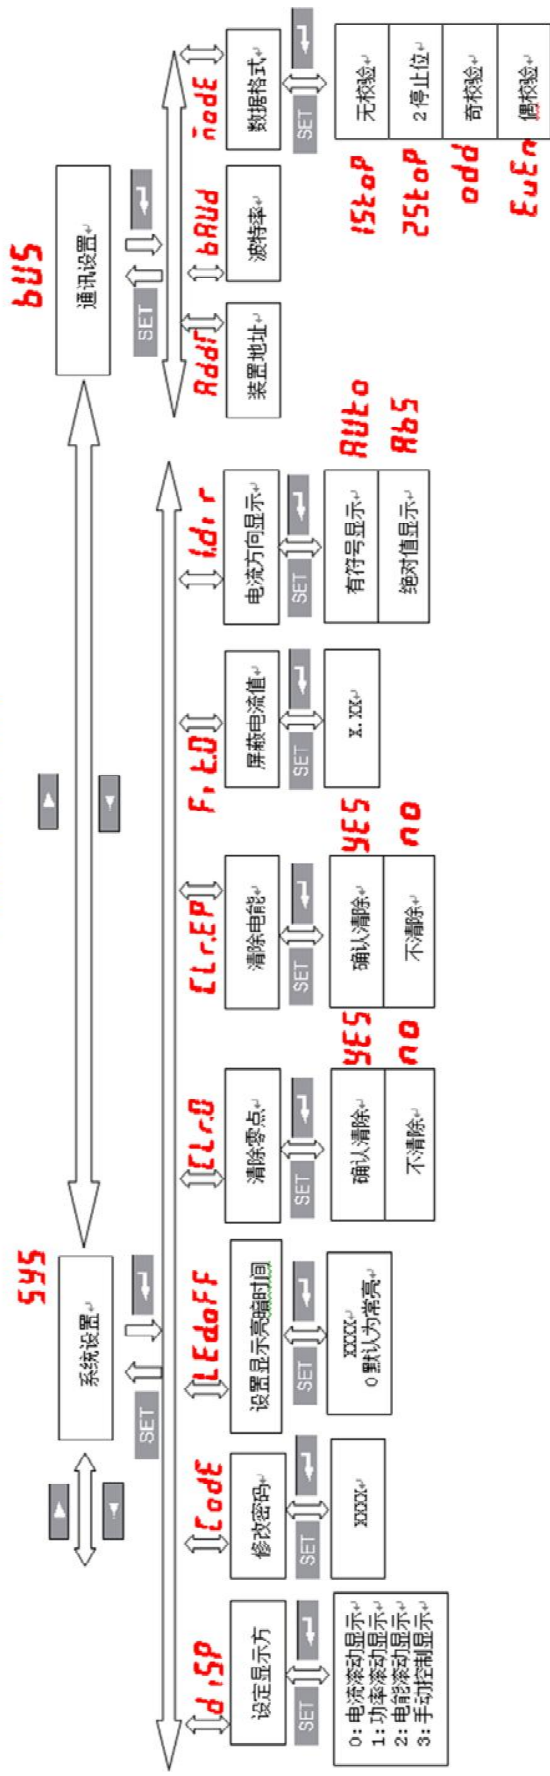 SYS
bUS
系统设置
通讯设置
SET
SET
diSP
CodE
LEdoFF
CLr.0
CLr.EP
Fit.0
I.dir
Addr
bAUd
modE
设定显示方
修改密码
设置显示亮暗时间
清除零点
清除电能
屏蔽电流值
电流方向显示
装置地址
波特率
数据格式
SET
SET
SET
SET
SET
SET
SET
SET
0: 电流滚动显示
1: 功率滚动显示
2: 电能滚动显示
3: 手动控制显示
XXXX
XXXX
0 默认为常亮
确认清除
YES
不清除
no
确认清除
YES
不清除
no
X.XX
有符号显示
AUto
绝对值显示
AbS
1StoP
无校验
2StoP
2 停止位
odd
奇校验
EuEn
偶校验